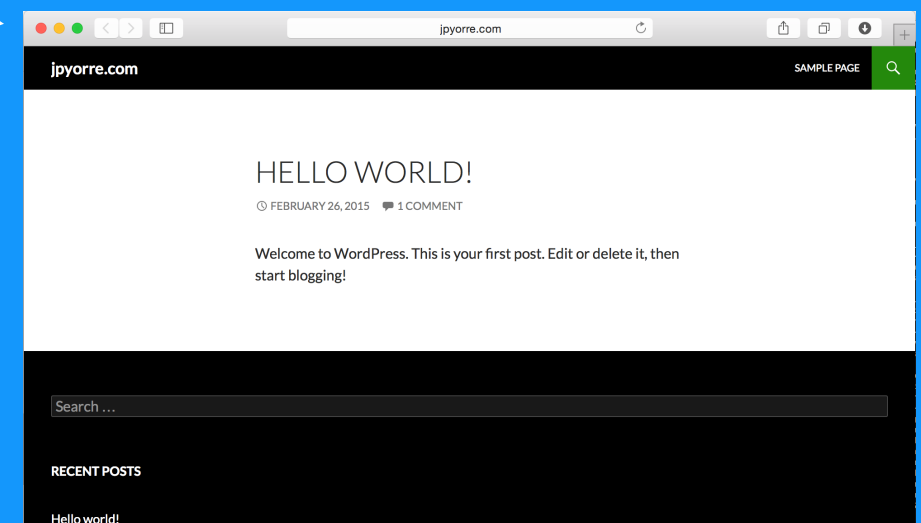 jpyorre.com
jpyorre.com
SAMPLE PAGE
HELLO WORLD!
FEBRUARY 26, 2015 1 COMMENT
Welcome to WordPress. This is your first post. Edit or delete it, then
start blogging!
Search …
RECENT POSTS
Hello world!